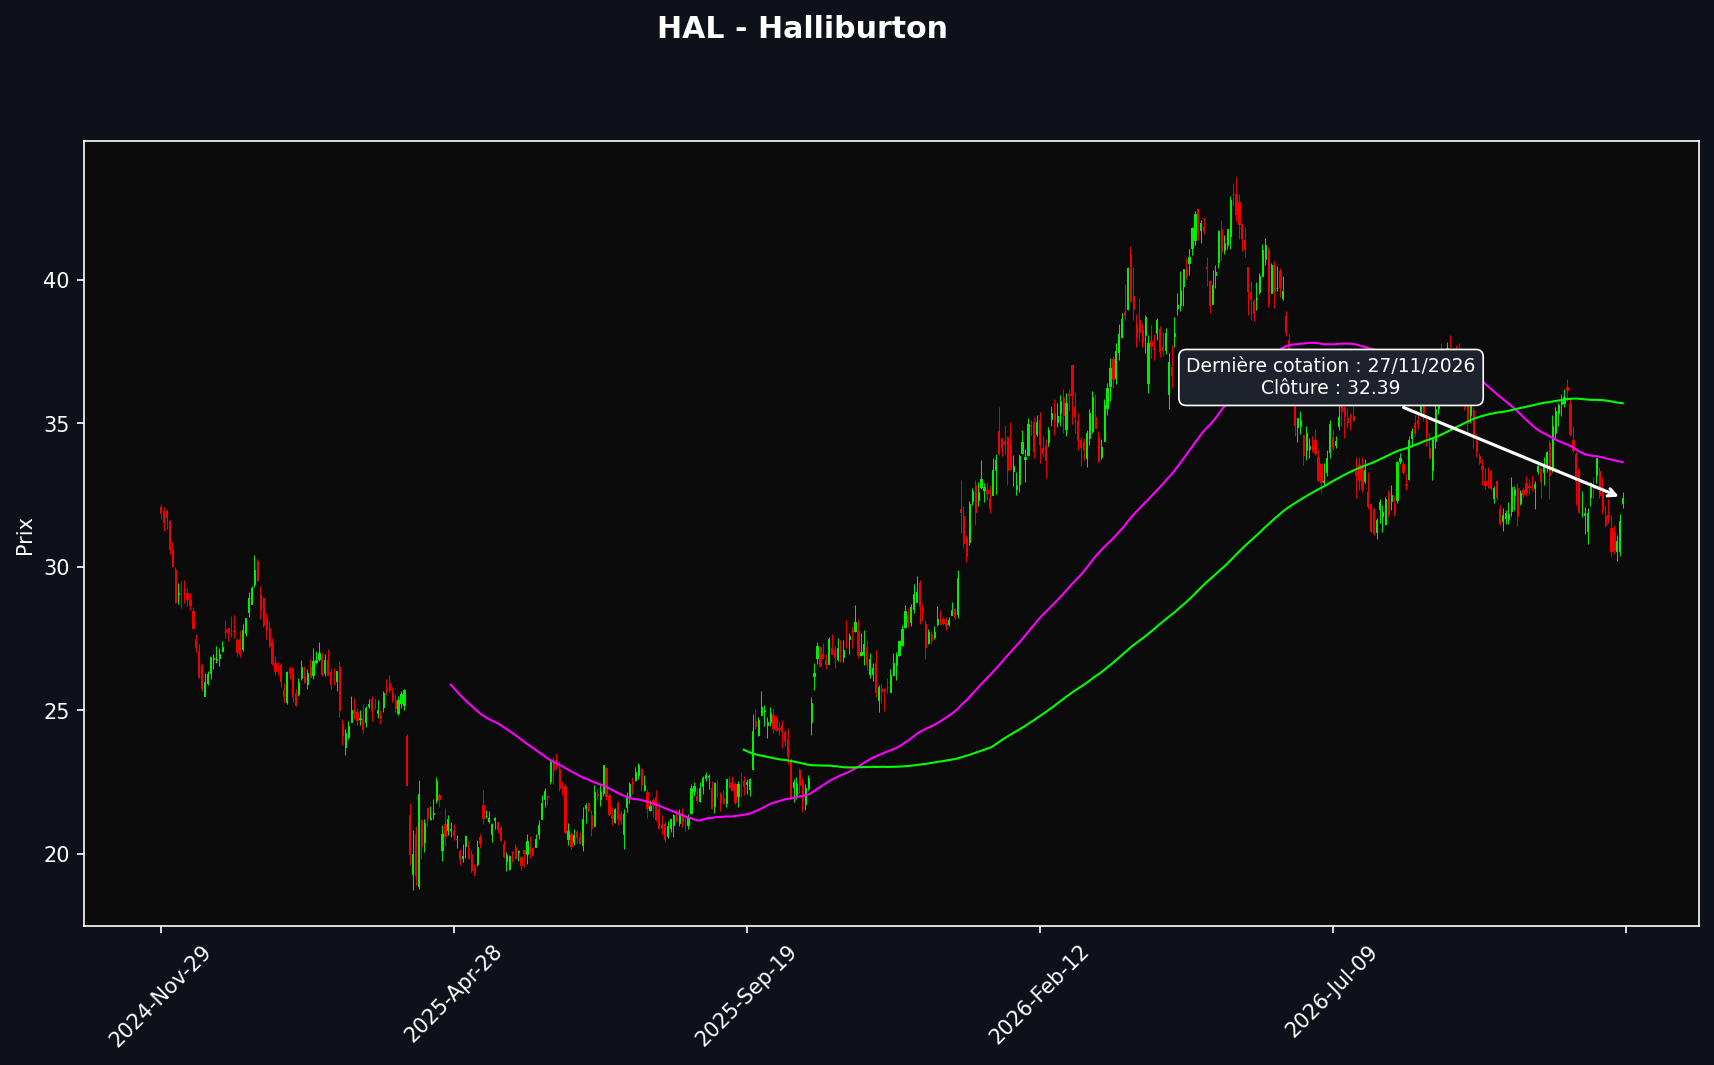 HAL - Halliburton
Prix
40
35
30
25
20
Dernière cotation : 27/11/2026
Clôture : 32.39
2024-Nov-29
2025-Apr-28
2025-Sep-19
2026-Feb-12
2026-Jul-09